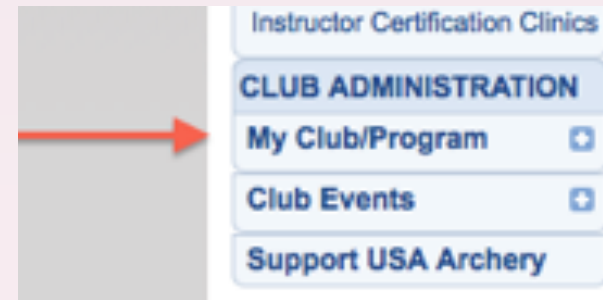 Instructor Certification Clinics
CLUB ADMINISTRATION
My Club/Program
Club Events
Support USA Archery